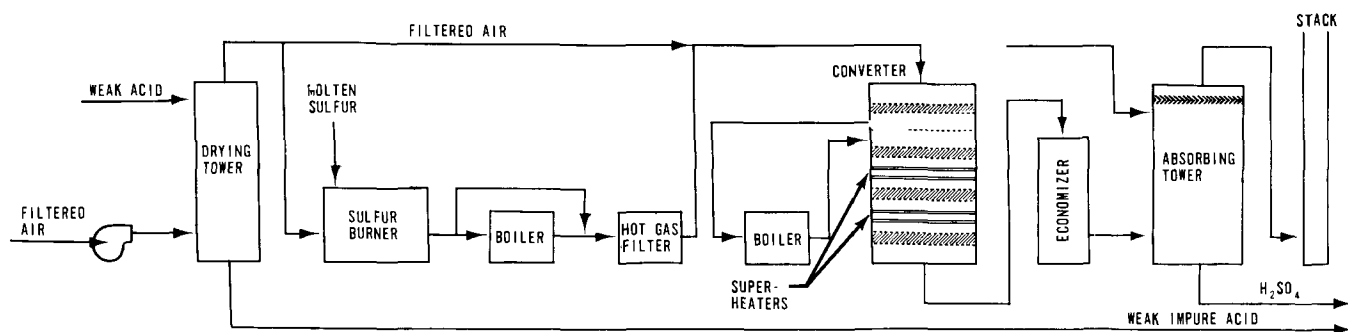 STACK
FILTERED AIR
CONVERTER
WEAK ACID
MOLTEN
SULFUR
DRYING
TOWER
ABSORBING
TOWER
FILTERED
AIR
SULFUR
BURNER
BOILER
HOT GAS
FILTER
BOILER
ECONOMIZER
SUPER-
HEATERS
H₂SO₄
WEAK IMPURE ACID